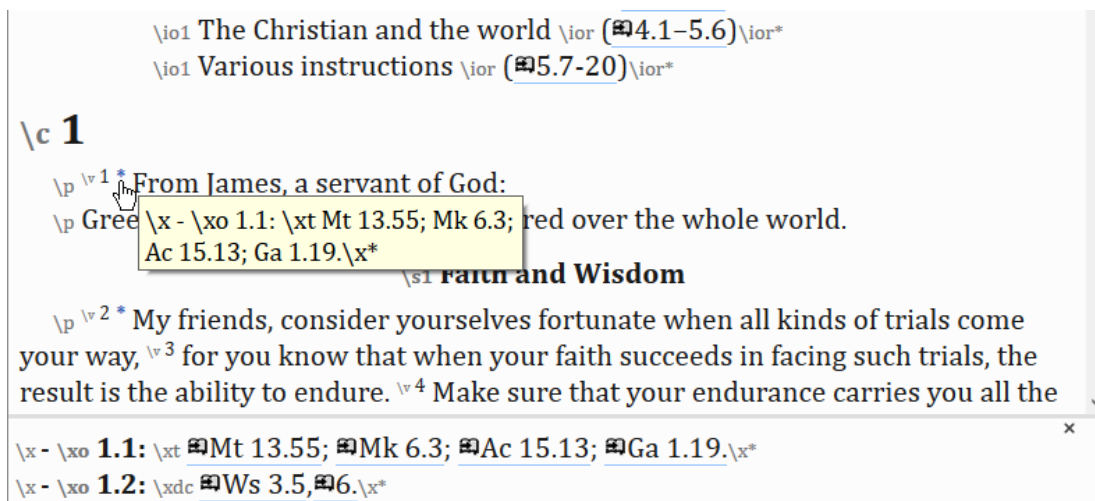 \io1 The Christian and the world \ior (4.1–5.6)\ior*
\io1 Various instructions \ior (5.7-20)\ior*
\c 1
\p \v 1 * From James, a servant of God:
\p Gree
\x - \xo 1.1: \xt Mt 13.55; Mk 6.3;
Ac 15.13; Ga 1.19.\x*
red over the whole world.
\s1 Faith and Wisdom
\p \v 2 * My friends, consider yourselves fortunate when all kinds of trials come
your way, \v 3 for you know that when your faith succeeds in facing such trials, the
result is the ability to endure. \v 4 Make sure that your endurance carries you all the
\x - \xo 1.1: \xt Mt 13.55; Mk 6.3; Ac 15.13; Ga 1.19.\x*
\x - \xo 1.2: \xdc Ws 3.5,6.\x*